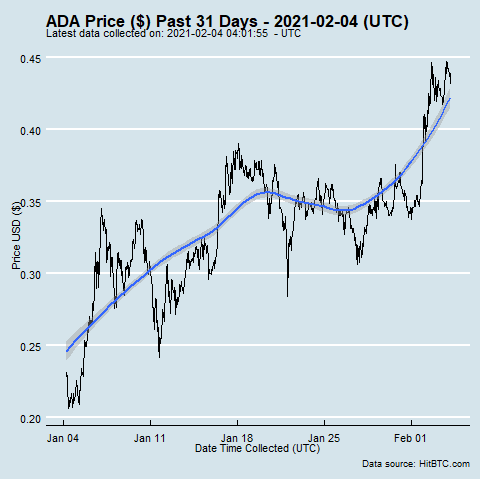 ADA Price ($) Past 31 Days - 2021-02-04 (UTC)
Latest data collected on: 2021-02-04 04:01:55 - UTC
0.45
0.40
0.35
0.30
0.25
0.20
Price USD ($)
Jan 04 Jan 11 Jan 18 Jan 25 Feb 01
Date Time Collected (UTC)
Data source: HitBTC.com